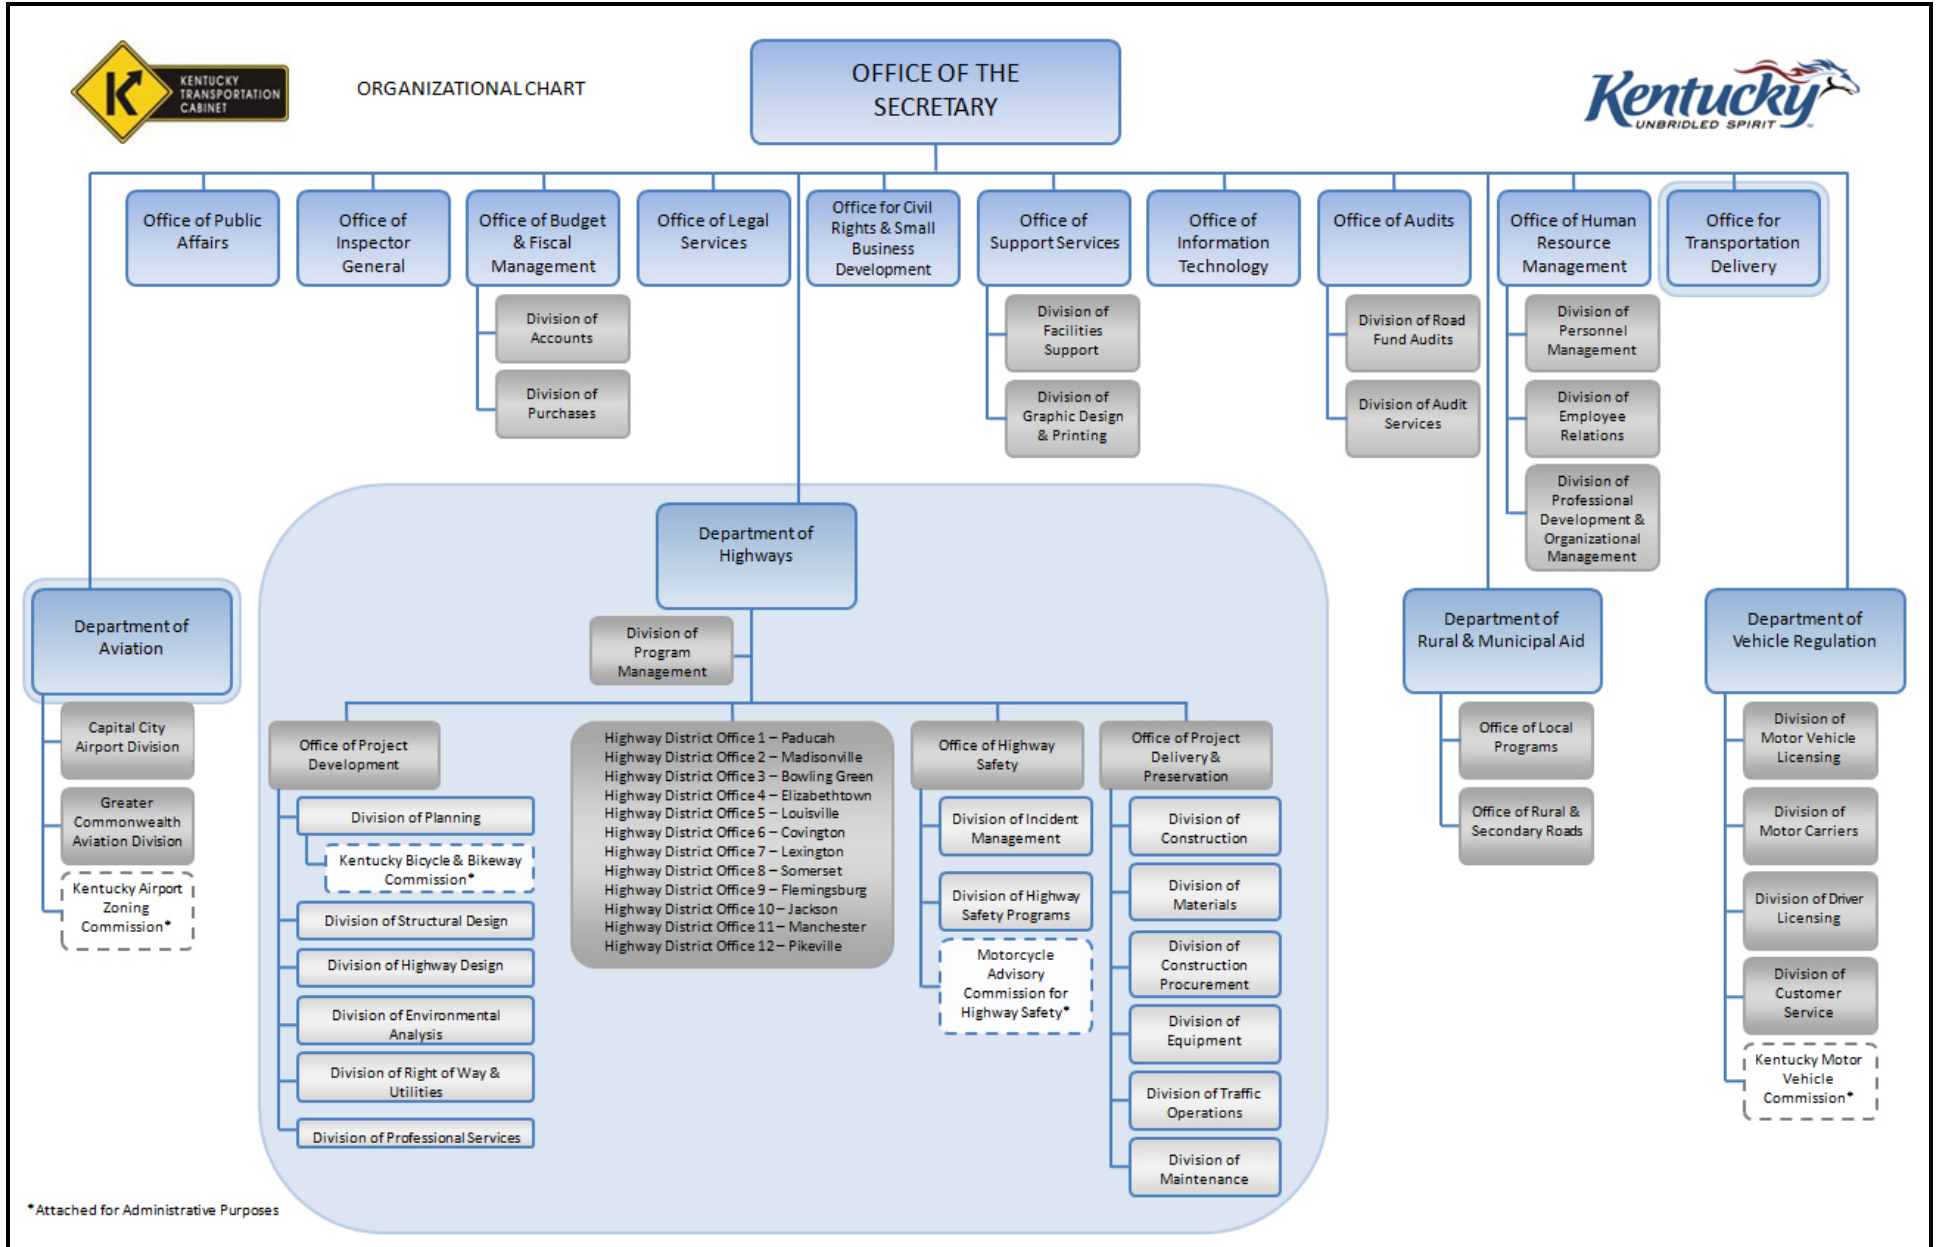 KENTUCKY
TRANSPORTATION
CABINET
ORGANIZATIONAL CHART
OFFICE OF THE
SECRETARY
Kentucky
UNBRIDLED SPIRIT
Office of Public
Affairs
Office of
Inspector
General
Office of Budget
& Fiscal
Management
Office of Legal
Services
Office for Civil
Rights & Small
Business
Development
Office of
Support Services
Office of
Information
Technology
Office of Audits
Office of Human
Resource
Management
Office for
Transportation
Delivery
Division of
Accounts
Division of
Purchases
Division of
Facilities
Support
Division of
Graphic Design
& Printing
Division of Road
Fund Audits
Division of Audit
Services
Division of
Personnel
Management
Division of
Employee
Relations
Division of
Professional
Development &
Organizational
Management
Department of
Aviation
Capital City
Airport Division
Greater
Commonwealth
Aviation Division
Kentucky Airport
Zoning
Commission*
Department of
Highways
Division of
Program
Management
Office of Project
Development
Division of Planning
Kentucky Bicycle & Bikeway
Commission*
Division of Structural Design
Division of Highway Design
Division of Environmental
Analysis
Division of Right of Way &
Utilities
Division of Professional Services
Highway District Office 1 – Paducah
Highway District Office 2 – Madisonville
Highway District Office 3 – Bowling Green
Highway District Office 4 – Elizabethtown
Highway District Office 5 – Louisville
Highway District Office 6 – Covington
Highway District Office 7 – Lexington
Highway District Office 8 – Somerset
Highway District Office 9 – Flemingsburg
Highway District Office 10 – Jackson
Highway District Office 11 – Manchester
Highway District Office 12 – Pikeville
Office of Highway
Safety
Division of Incident
Management
Division of Highway
Safety Programs
Motorcycle
Advisory
Commission for
Highway Safety*
Office of Project
Delivery &
Preservation
Division of
Construction
Division of
Materials
Division of
Construction
Procurement
Division of
Equipment
Division of Traffic
Operations
Division of
Maintenance
Department of
Rural & Municipal Aid
Office of Local
Programs
Office of Rural &
Secondary Roads
Department of
Vehicle Regulation
Division of
Motor Vehicle
Licensing
Division of
Motor Carriers
Division of Driver
Licensing
Division of
Customer
Service
Kentucky Motor
Vehicle
Commission*
*Attached for Administrative Purposes